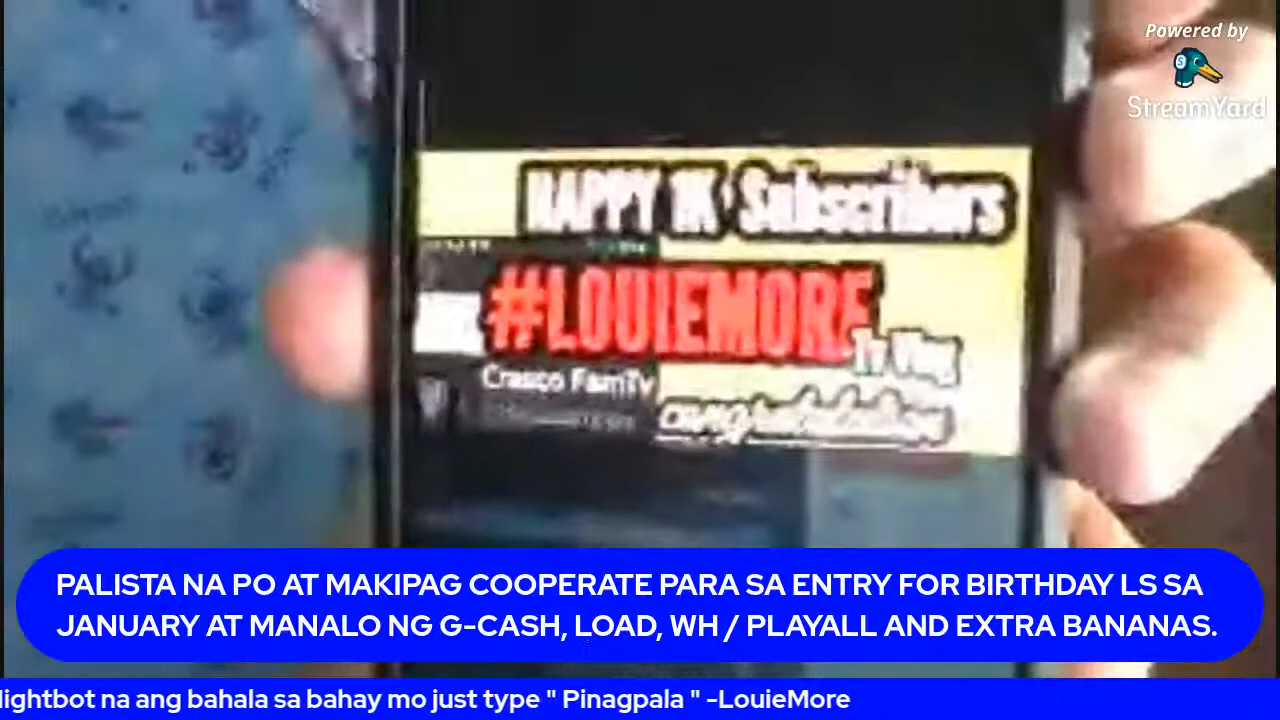 Powered by
StreamYard
HAPPY 1K Subscribers
#LOUIEMORE
Tv Vlog
Crasco FamTv
PALISTA NA PO AT MAKIPAG COOPERATE PARA SA ENTRY FOR BIRTHDAY LS SA
JANUARY AT MANALO NG G-CASH, LOAD, WH / PLAYALL AND EXTRA BANANAS.
lightbot na ang bahala sa bahay mo just type " Pinagpala " -LouieMore